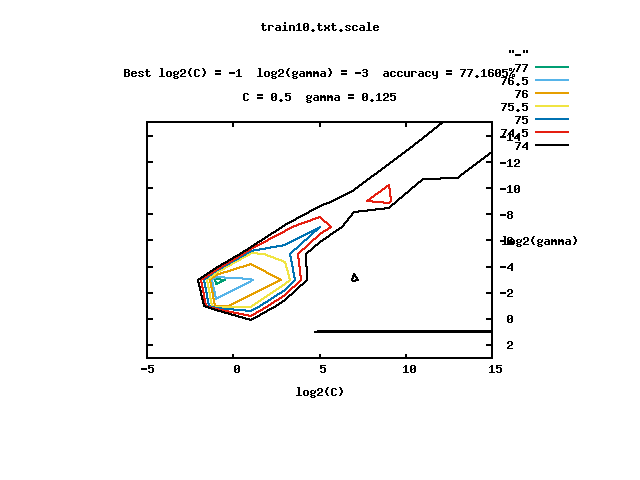 train10.txt.scale
"-"
Best log2(C) = -1  log2(gamma) = -3  accuracy = 77.1605%
77
76.5
C = 0.5  gamma = 0.125
76
75.5
75
74.5
74
-14
-12
-10
-8
-6
log2(gamma)
-4
-2
0
2
-5 0 5 10 15
log2(C)